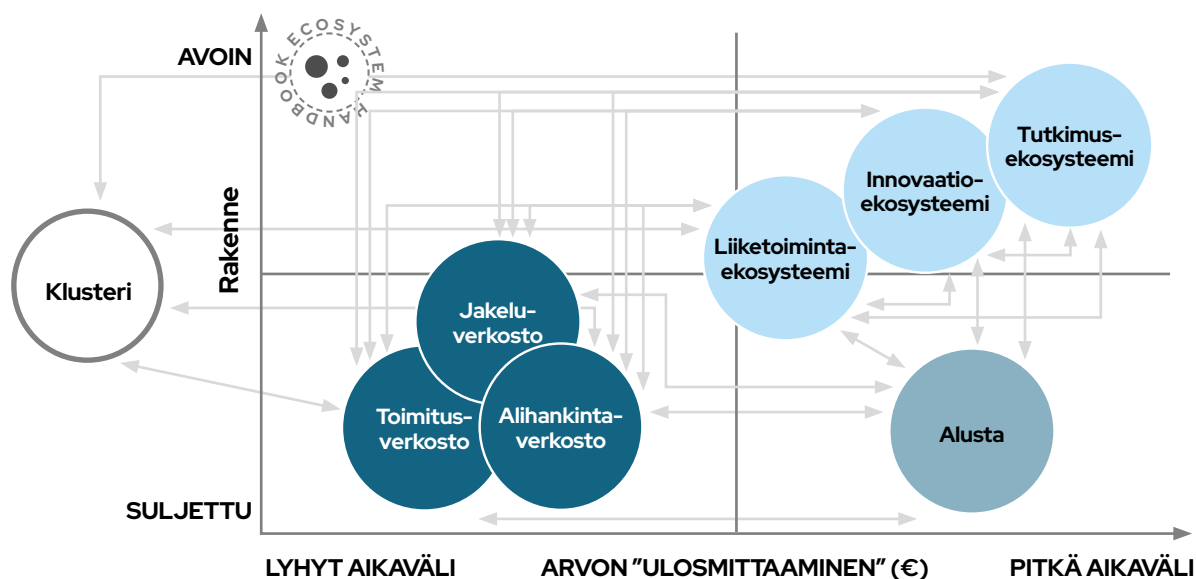 AVOIN
ECOSYSTEM HANDBOOK
Tutkimus-
ekosysteemi
Innovaatio-
ekosysteemi
Rakenne
Liiketoiminta-
ekosysteemi
Klusteri
Jakelu-
verkosto
Toimitus-
verkosto
Alihankinta-
verkosto
Alusta
SULJETTU
LYHYT AIKAVÄLI
ARVON ”ULOSMITTAAMINEN” (€)
PITKÄ AIKAVÄLI